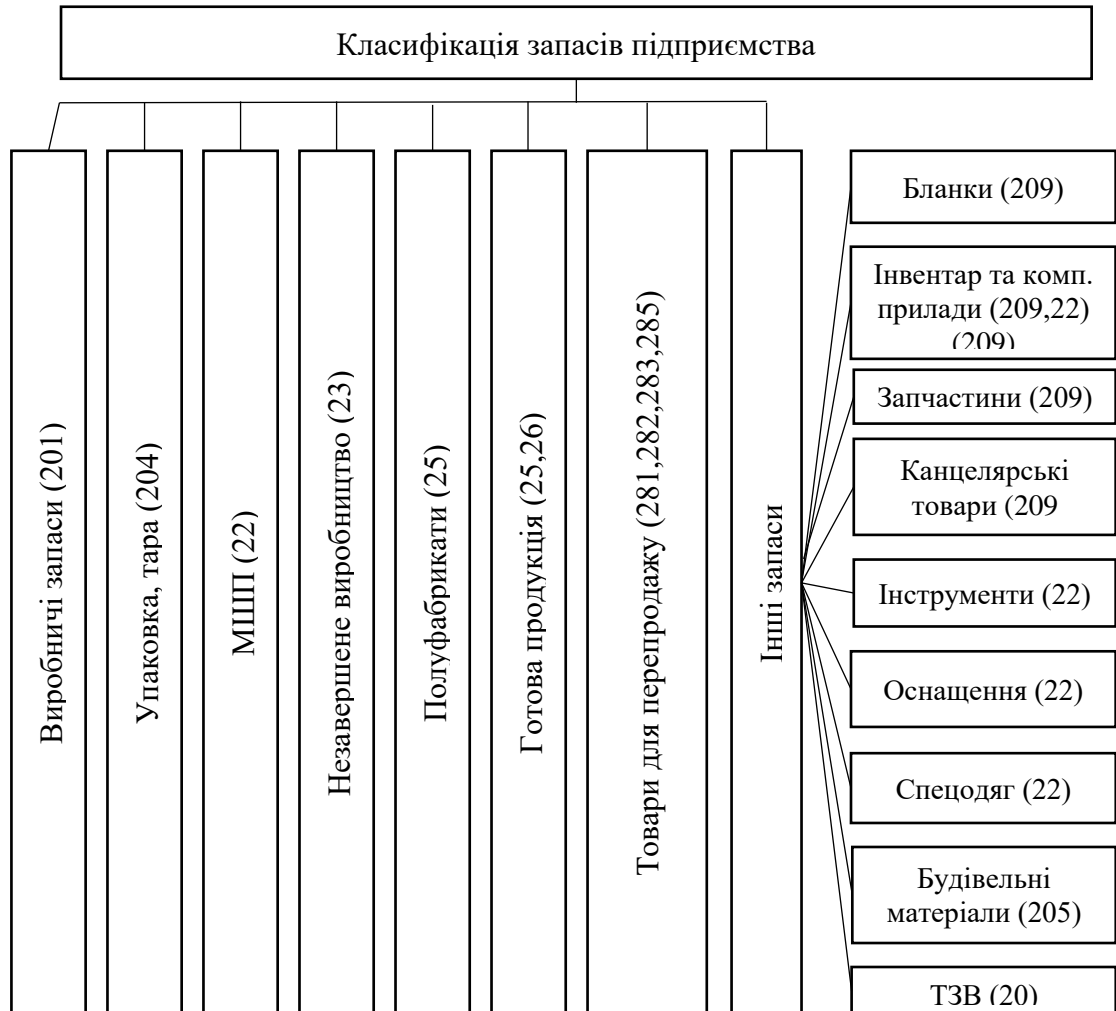 Класифікація запасів підприємства
Виробничі запаси (201)
Упаковка, тара (204)
МШП (22)
Незавершене виробництво (23)
Полуфабрикати (25)
Готова продукція (25,26)
Товари для перепродажу (281,282,283,285)
Інші запаси
Бланки (209)
Інвентар та комп.
прилади (209,22)
(209)
Запчастини (209)
Канцелярські
товари (209
Інструменти (22)
Оснащення (22)
Спецодяг (22)
Будівельні
матеріали (205)
ТЗВ (20)